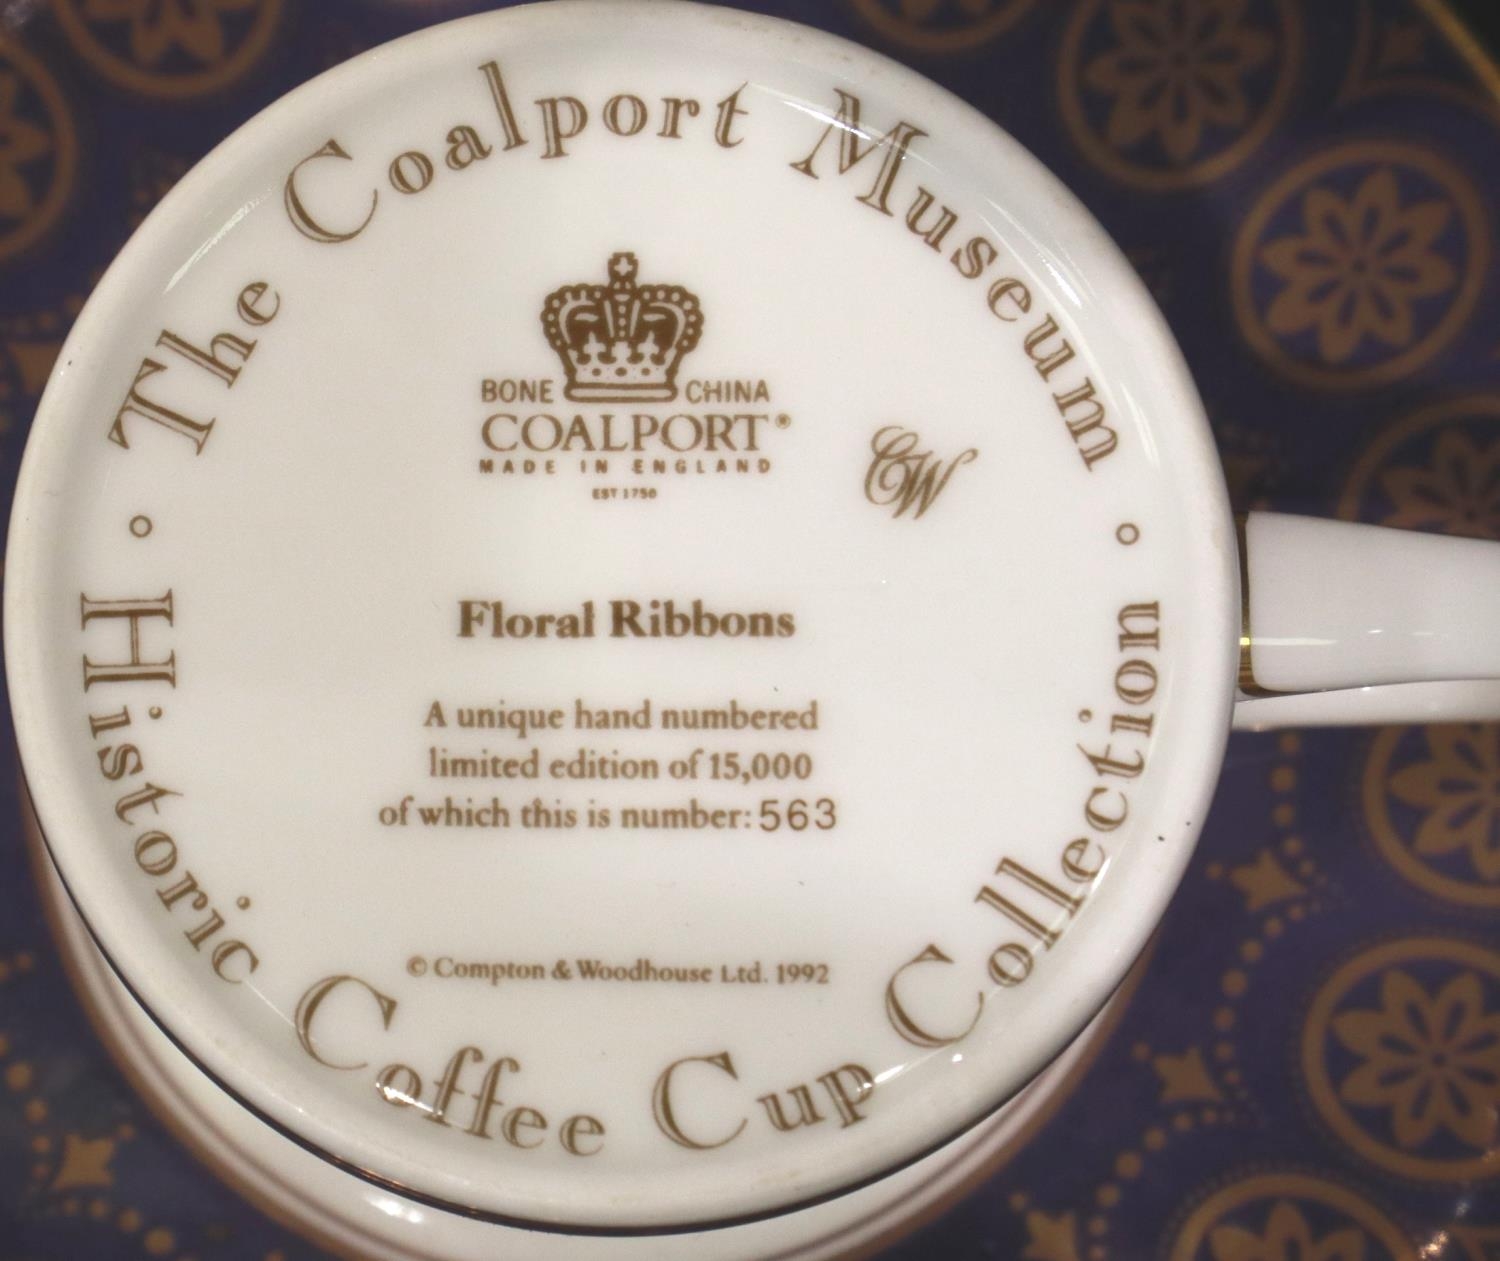 The Coalport Museum
BONE CHINA
COALPORT®
MADE IN ENGLAND
EST 1750
CW
Floral Ribbons
A unique hand numbered
limited edition of 15,000
of which this is number: 563
© Compton & Woodhouse Ltd. 1992
Historic Coffee Cup Collection